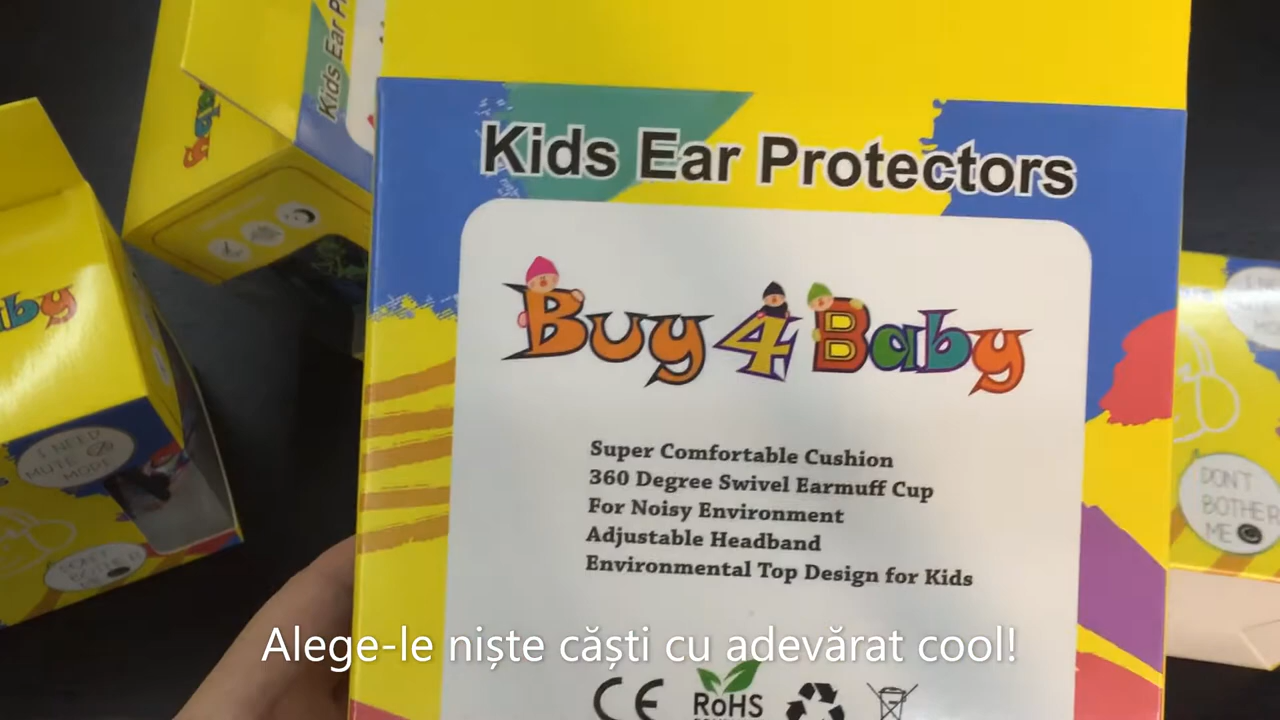 Kids Ear Protectors
Buy 4 Baby
Super Comfortable Cushion
360 Degree Swivel Earmuff Cup
For Noisy Environment
Adjustable Headband
Environmental Top Design for Kids
Alege-le niște căști cu adevărat cool!
CE
RoHS
Kids Ear
I NEED
MUTE
MODE
DON'T
BOTHER
ME